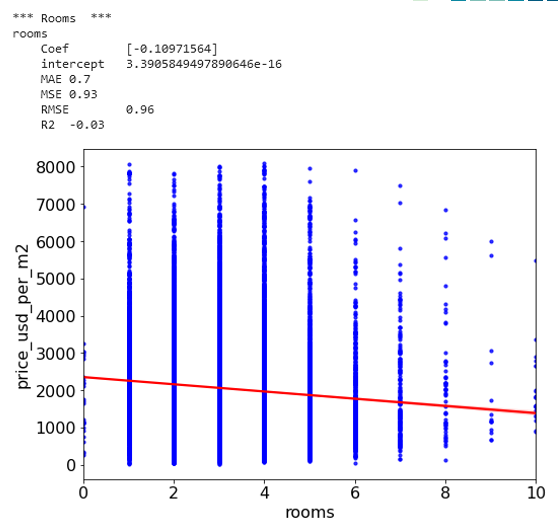 *** Rooms ***
rooms
Coef [-0.10971564]
intercept 3.3905849497890646e-16
MAE 0.7
MSE 0.93
RMSE 0.96
R2 -0.03
8000
7000
6000
5000
4000
3000
2000
1000
0
price_usd_per_m2
0 2 4 6 8 10
rooms